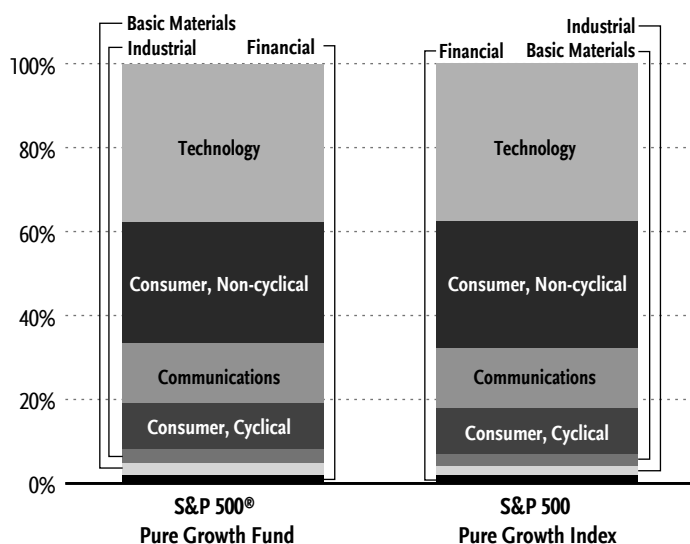 Basic Materials
Industrial
Financial
Industrial
Financial
Basic Materials
100%
80%
60%
40%
20%
0%
Technology
Consumer, Non-cyclical
Communications
Consumer, Cyclical
Technology
Consumer, Non-cyclical
Communications
Consumer, Cyclical
S&P 500®
Pure Growth Fund
S&P 500
Pure Growth Index